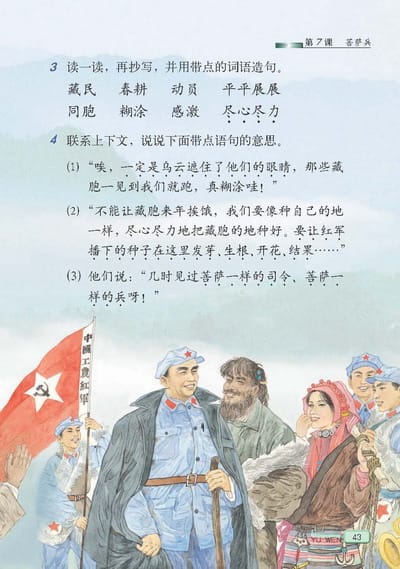 第7课 菩萨兵
3 读一读，再抄写，并用带点的词语造句。
藏民 春耕 动员 平平展展
同胞 糊涂 感激 尽心尽力
4 联系上下文，说说下面带点语句的意思。
(1) “唉，一定是乌云遮住了他们的眼睛，那些藏
胞一见到我们就跑，真糊涂哇！”
(2) “不能让藏胞来年挨饿，我们要像种自己的地
一样，尽心尽力地把藏胞的地种好。要让红军
播下的种子在这里发芽、生根、开花、结果……”
(3) 他们说：“几时见过菩萨一样的司令、菩萨一
样的兵呀！”
中國工農紅軍
YU WEN 43